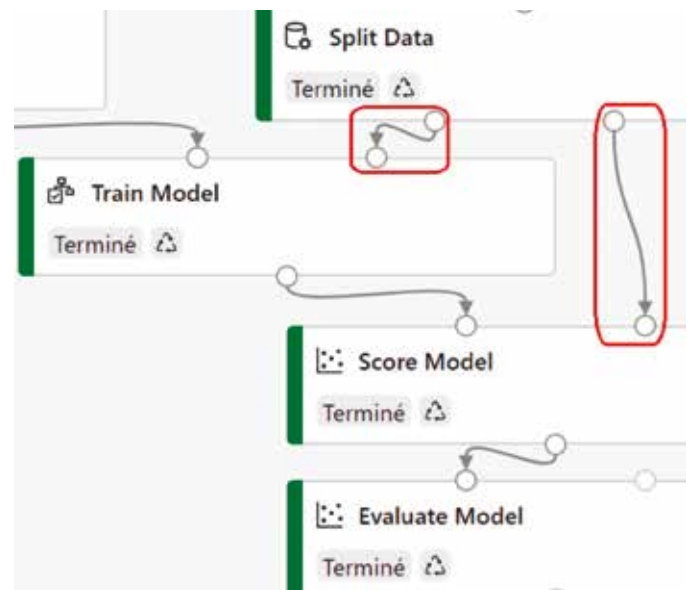 Split Data
Terminé
Train Model
Terminé
Score Model
Terminé
Evaluate Model
Terminé